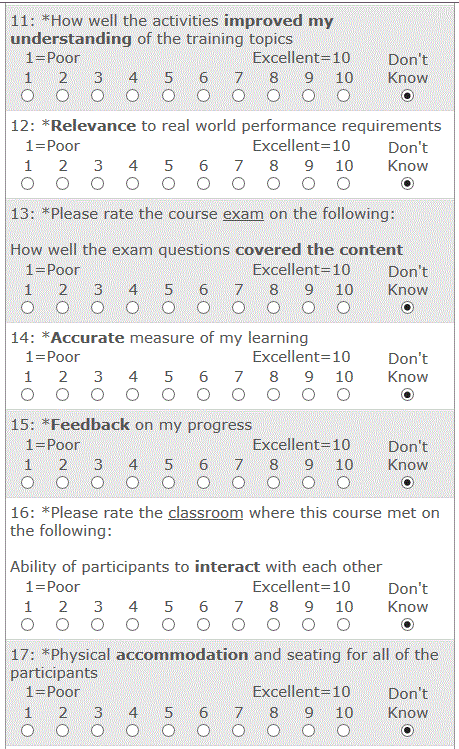 11: *How well the activities improved my
understanding of the training topics
1=Poor Excellent=10 Don't
1 2 3 4 5 6 7 8 9 10 Know
12: *Relevance to real world performance requirements
1=Poor Excellent=10 Don't
1 2 3 4 5 6 7 8 9 10 Know
13: *Please rate the course exam on the following:
How well the exam questions covered the content
1=Poor Excellent=10 Don't
1 2 3 4 5 6 7 8 9 10 Know
14: *Accurate measure of my learning
1=Poor Excellent=10 Don't
1 2 3 4 5 6 7 8 9 10 Know
15: *Feedback on my progress
1=Poor Excellent=10 Don't
1 2 3 4 5 6 7 8 9 10 Know
16: *Please rate the classroom where this course met on
the following:
Ability of participants to interact with each other
1=Poor Excellent=10 Don't
1 2 3 4 5 6 7 8 9 10 Know
17: *Physical accommodation and seating for all of the
participants
1=Poor Excellent=10 Don't
1 2 3 4 5 6 7 8 9 10 Know